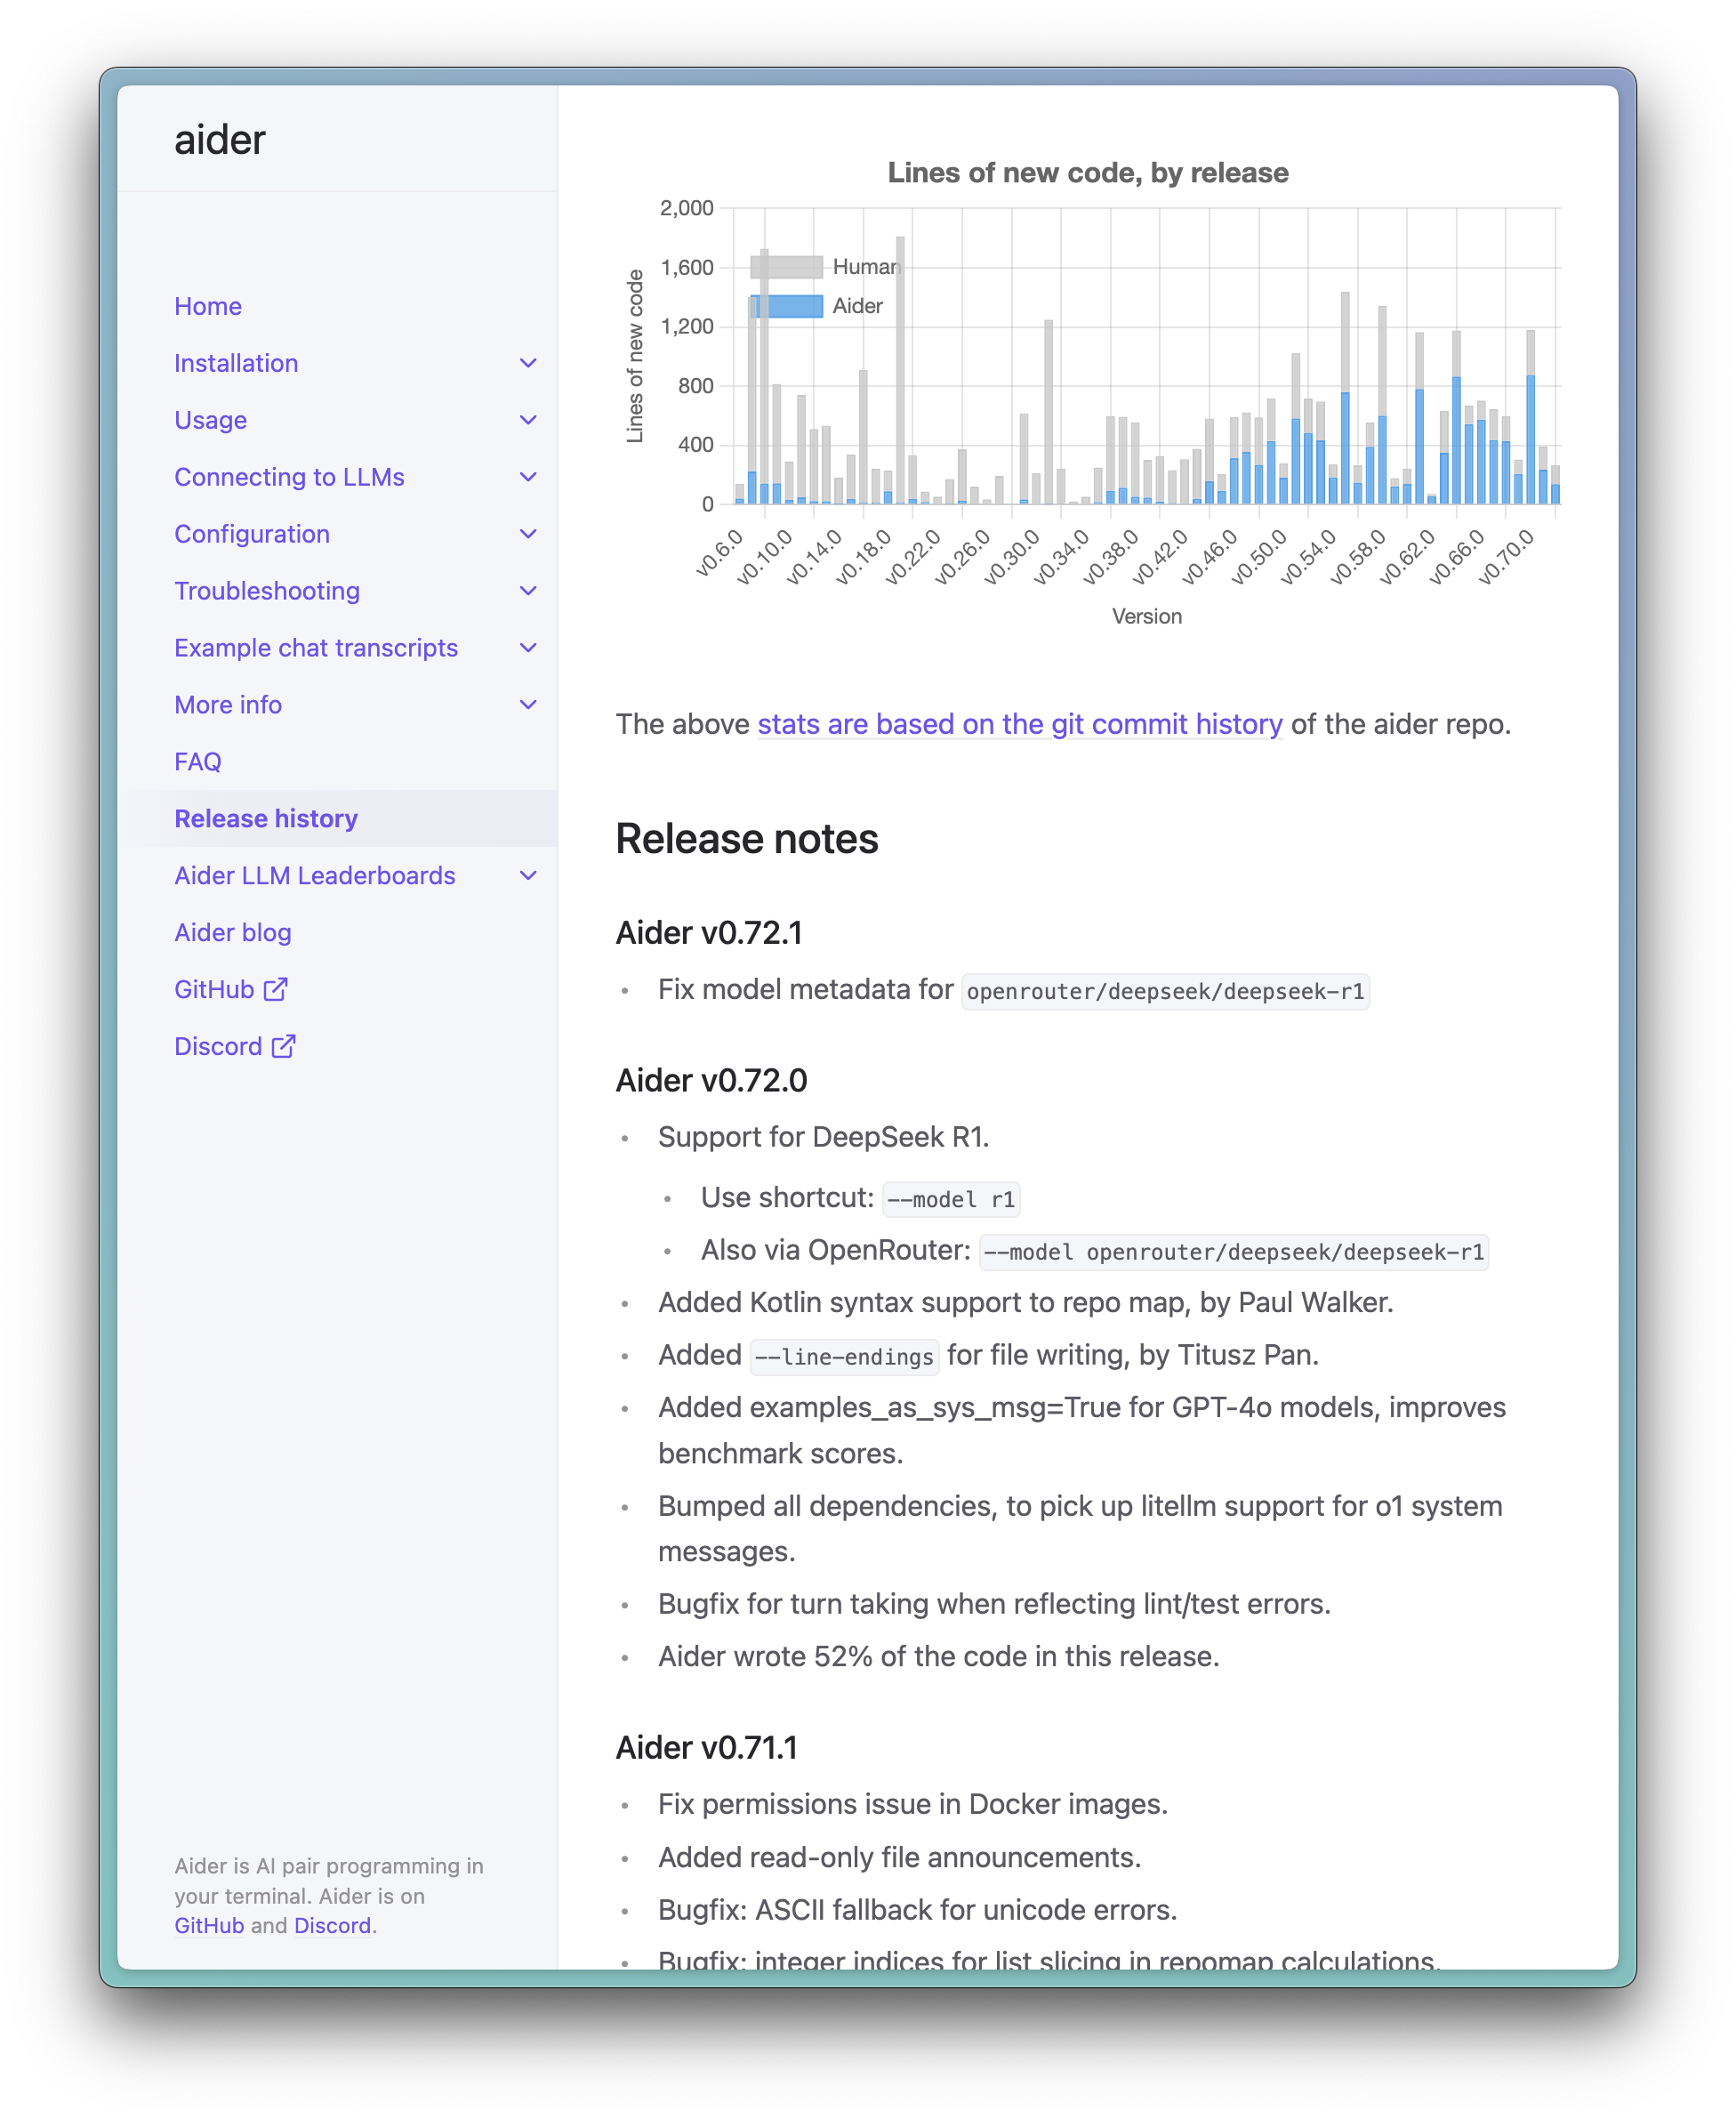 aider
Home
Installation
Usage
Connecting to LLMs
Configuration
Troubleshooting
Example chat transcripts
More info
FAQ
Release history
Aider LLM Leaderboards
Aider blog
GitHub
Discord
Aider is AI pair programming in
your terminal. Aider is on
GitHub and Discord.
Lines of new code, by release
Lines of new code
2,000
1,600
1,200
800
400
0
Human
Aider
v0.6.0
v0.10.0
v0.14.0
v0.18.0
v0.22.0
v0.26.0
v0.30.0
v0.34.0
v0.38.0
v0.42.0
v0.46.0
v0.50.0
v0.54.0
v0.58.0
v0.62.0
v0.66.0
v0.70.0
Version
The above stats are based on the git commit history of the aider repo.
Release notes
Aider v0.72.1
• Fix model metadata for openrouter/deepseek/deepseek-r1
Aider v0.72.0
• Support for DeepSeek R1.
• Use shortcut: --model r1
• Also via OpenRouter: --model openrouter/deepseek/deepseek-r1
• Added Kotlin syntax support to repo map, by Paul Walker.
• Added --line-endings for file writing, by Titusz Pan.
• Added examples_as_sys_msg=True for GPT-4o models, improves
benchmark scores.
• Bumped all dependencies, to pick up litellm support for o1 system
messages.
• Bugfix for turn taking when reflecting lint/test errors.
• Aider wrote 52% of the code in this release.
Aider v0.71.1
• Fix permissions issue in Docker images.
• Added read-only file announcements.
• Bugfix: ASCII fallback for unicode errors.
• Bugfix: integer indices for list slicing in repomap calculations.